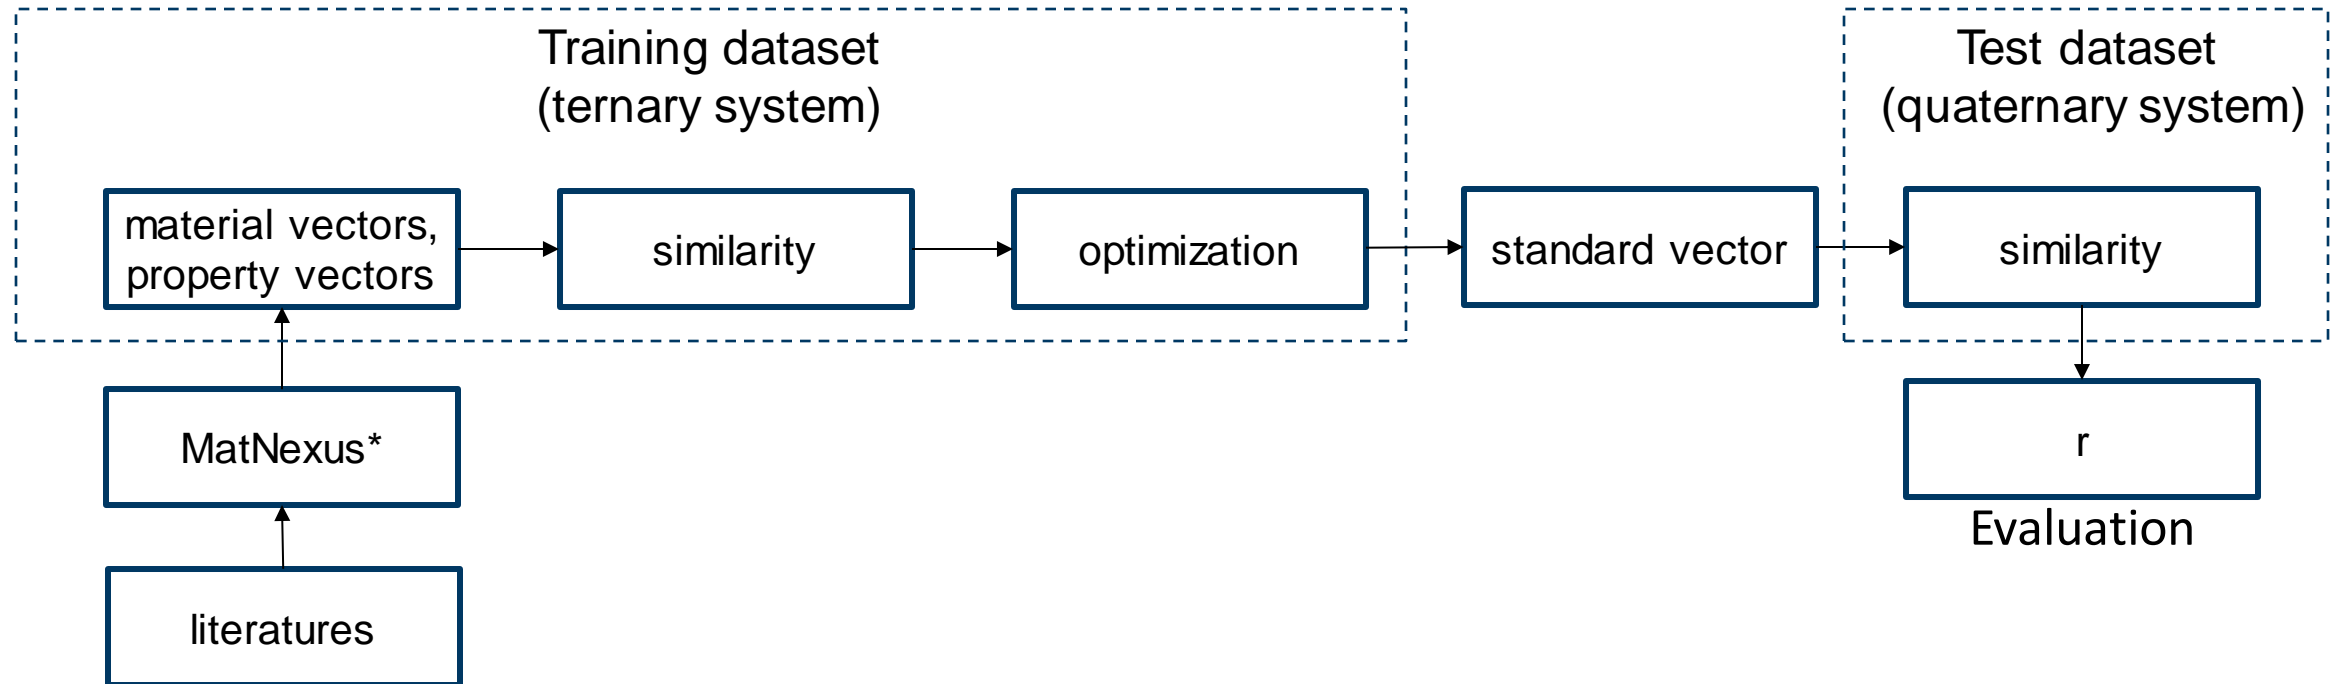 Training dataset
(ternary system)
Test dataset
(quaternary system)
material vectors,
property vectors
similarity
optimization
standard vector
similarity
MatNexus*
r
Evaluation
literatures